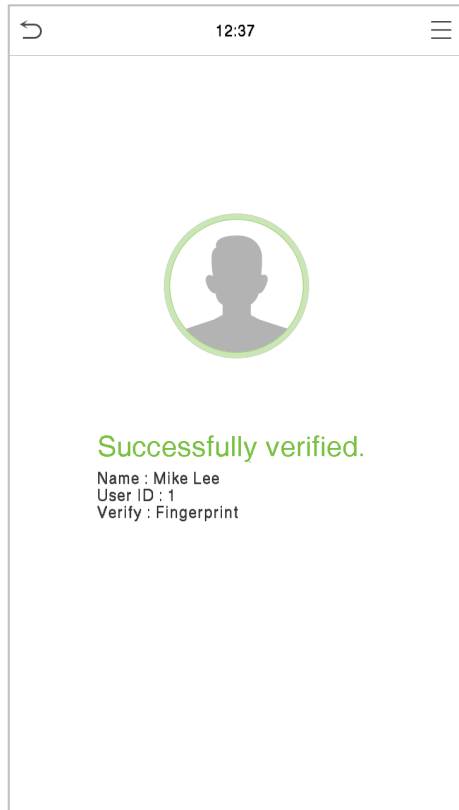 12:37
Successfully verified.
Name : Mike Lee
User ID : 1
Verify : Fingerprint